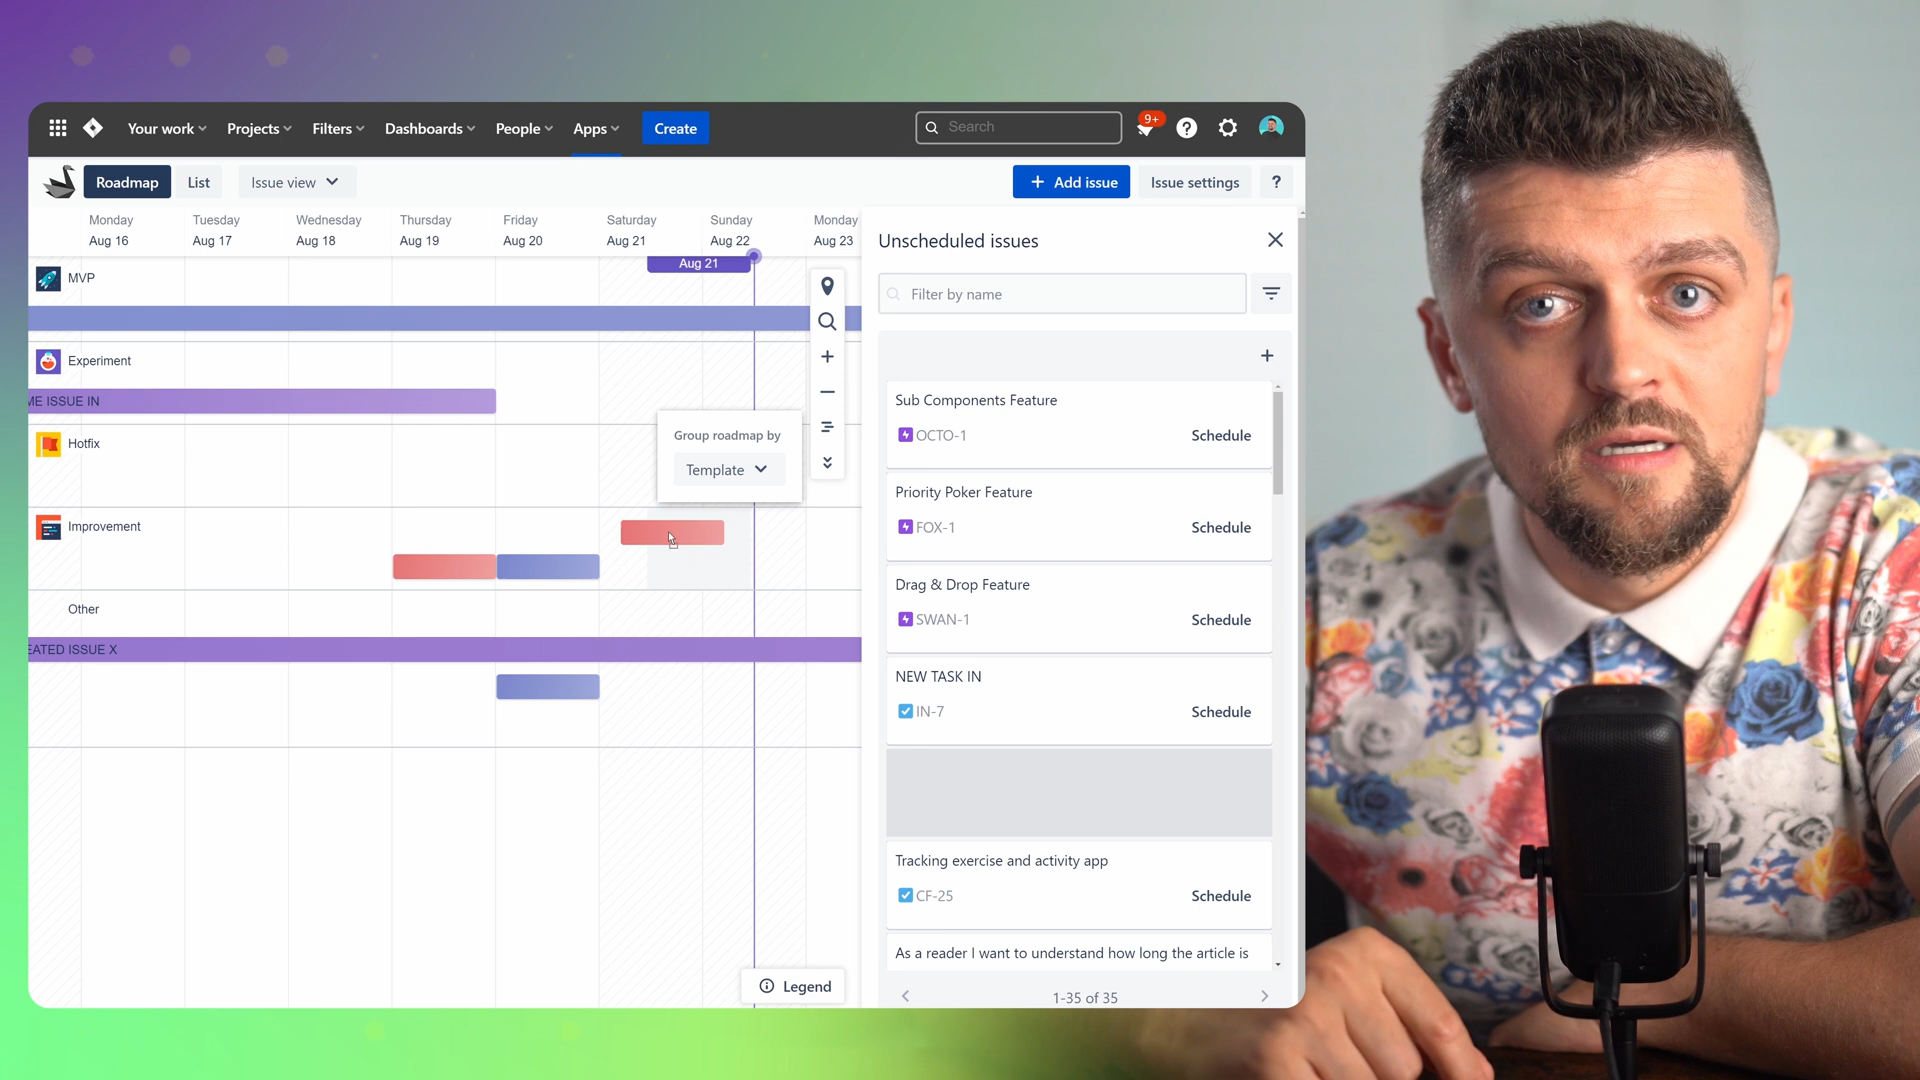 Your work
Projects
Filters
Dashboards
People
Apps
Create
Search
9+
Roadmap
List
Issue view
+ Add issue
Issue settings
?
Monday
Tuesday
Wednesday
Thursday
Friday
Saturday
Sunday
Monday
Aug 16
Aug 17
Aug 18
Aug 19
Aug 20
Aug 21
Aug 22
Aug 23
Aug 21
MVP
Experiment
ME ISSUE IN
Hotfix
Group roadmap by
Template
Improvement
Other
EATED ISSUE X
Legend
Unscheduled issues
Filter by name
Sub Components Feature
OCTO-1
Schedule
Priority Poker Feature
FOX-1
Schedule
Drag & Drop Feature
SWAN-1
Schedule
NEW TASK IN
IN-7
Schedule
Tracking exercise and activity app
CF-25
Schedule
As a reader I want to understand how long the article is
1-35 of 35